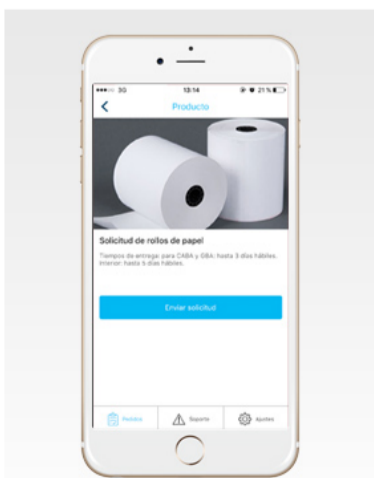 3G 13:14 21%
Producto
Solicitud de rollos de papel
Tiempos de entrega: para CABA y GBA: hasta 3 días hábiles.
Interior: hasta 5 días hábiles.
Enviar solicitud
Pedidos Soporte Ajustes